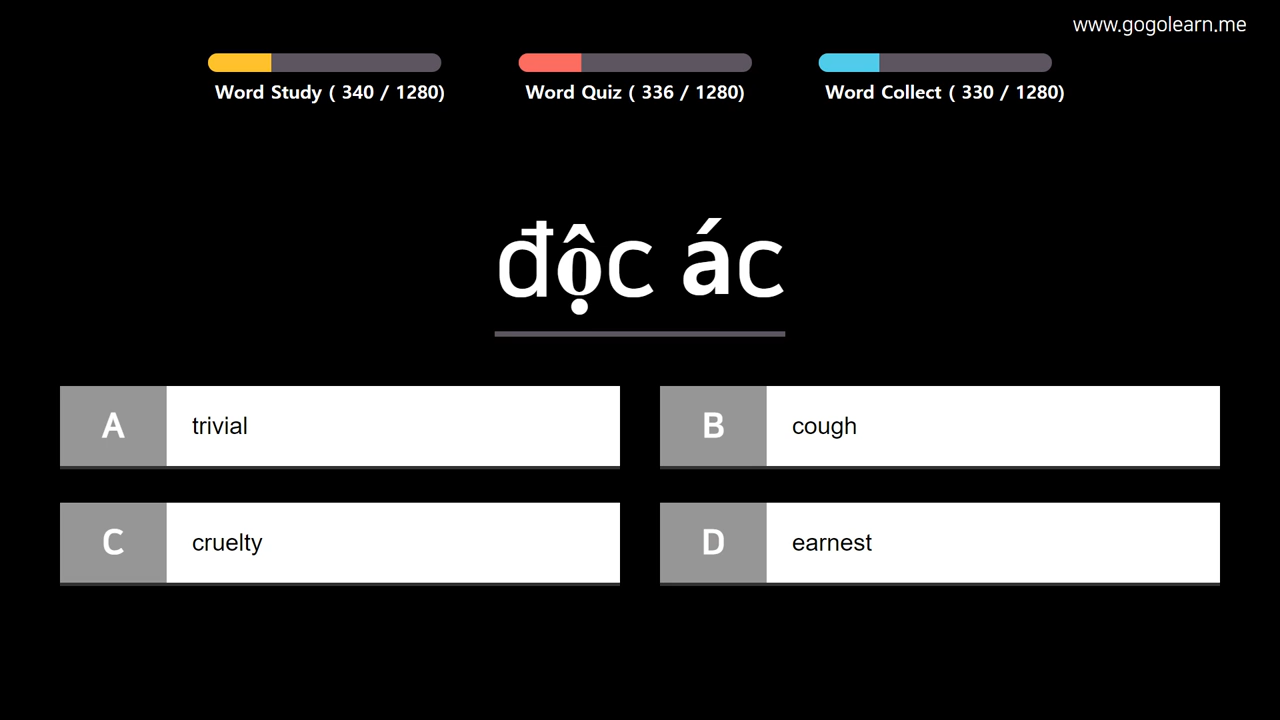 www.gogolearn.me
Word Study ( 340 / 1280)
Word Quiz ( 336 / 1280)
Word Collect ( 330 / 1280)
độc ác
A trivial
B cough
C cruelty
D earnest